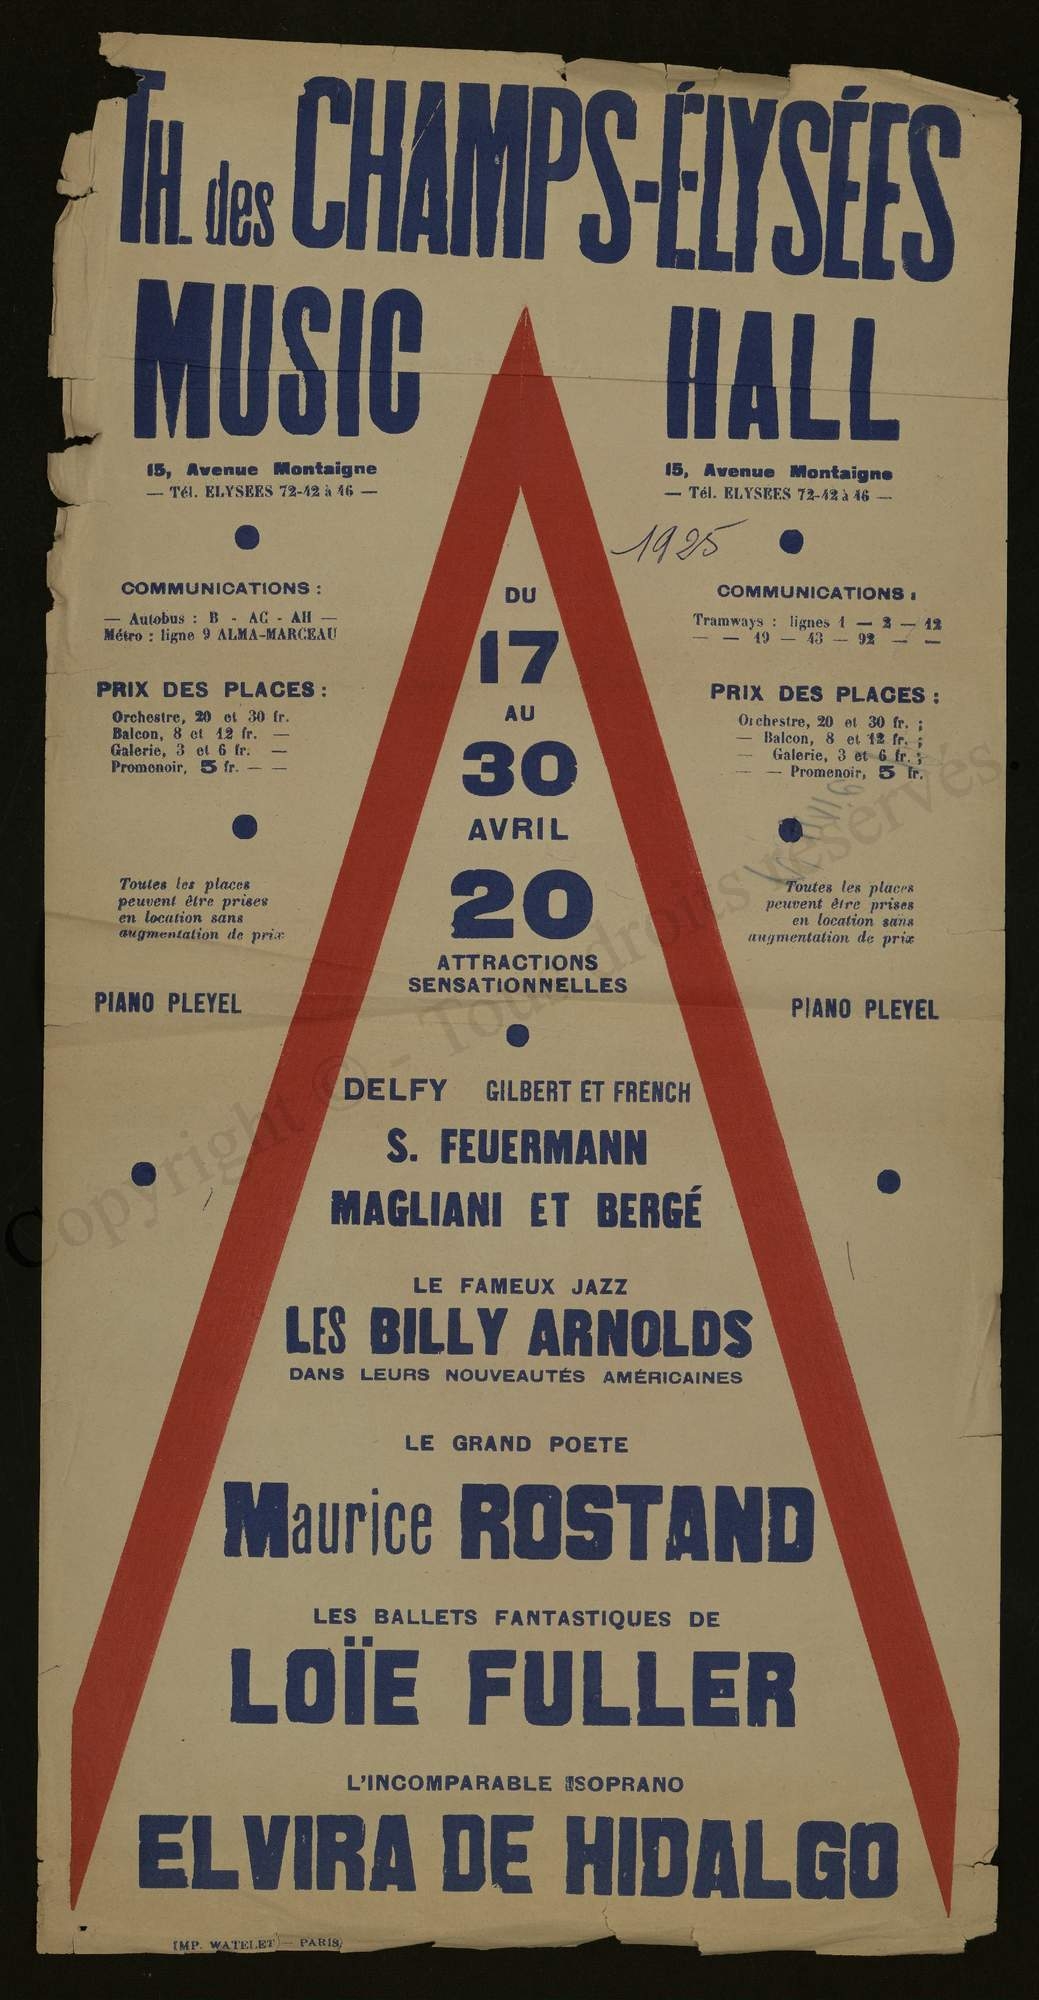 TH. des CHAMPS-ÉLYSÉES
MUSIC HALL
15, Avenue Montaigne
— Tél. ELYSEES 72-42 à 46 —
15, Avenue Montaigne
— Tél. ELYSEES 72-42 à 46 —
1925
COMMUNICATIONS :
— Autobus : B - AC - AH —
Métro : ligne 9 ALMA-MARCEAU
PRIX DES PLACES :
Orchestre, 20 et 30 fr.
Balcon, 8 et 12 fr. —
Galerie, 3 et 6 fr. —
Promenoir, 5 fr. — —
Toutes les places
peuvent être prises
en location sans
augmentation de prix
PIANO PLEYEL
DU
17
AU
30
AVRIL
20
ATTRACTIONS
SENSATIONNELLES
COMMUNICATIONS :
Tramways : lignes 1 — 2 — 12
— — 19 — 43 — 92 — —
PRIX DES PLACES :
Orchestre, 20 et 30 fr. ;
— Balcon, 8 et 12 fr. ;
— Galerie, 3 et 6 fr. ;
— — Promenoir, 5 fr.
Toutes les places
peuvent être prises
en location sans
augmentation de prix
PIANO PLEYEL
DELFY GILBERT ET FRENCH
S. FEUERMANN
MAGLIANI ET BERGÉ
LE FAMEUX JAZZ
LES BILLY ARNOLDS
DANS LEURS NOUVEAUTÉS AMÉRICAINES
LE GRAND POETE
Maurice ROSTAND
LES BALLETS FANTASTIQUES DE
LOÏE FULLER
L'INCOMPARABLE SOPRANO
ELVIRA DE HIDALGO
IMP. WATELET — PARIS
Copyright © - Tous droits réservés